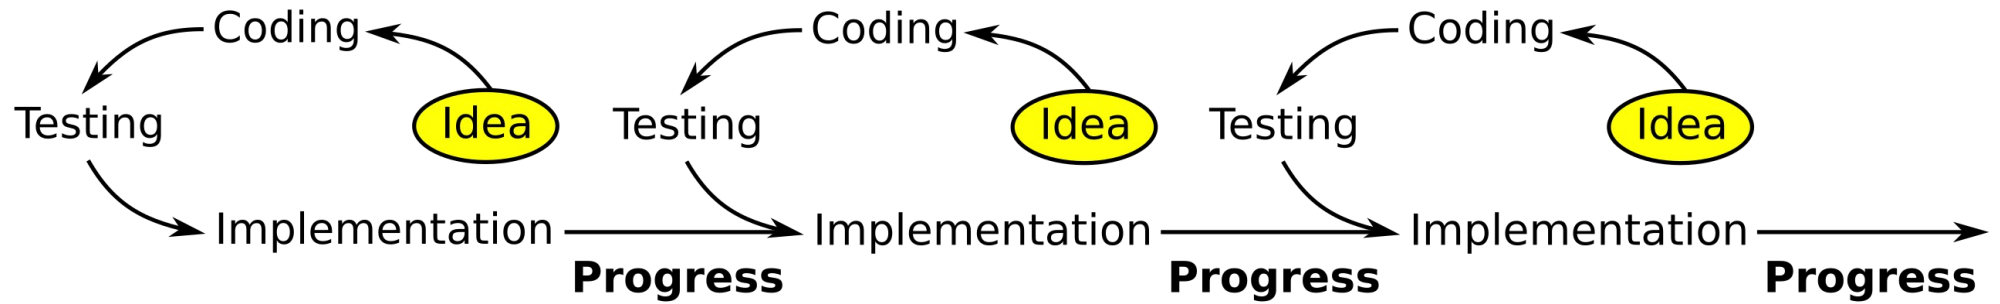 Coding Coding Coding
Testing Idea Testing Idea Testing Idea
Implementation Implementation Implementation
Progress Progress Progress